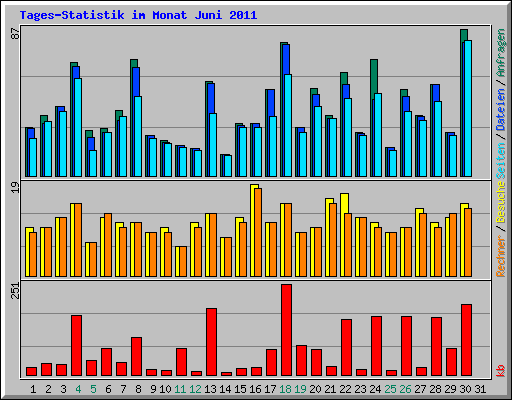 Tages-Statistik im Monat Juni 2011
87
19
251
Rechner / Besuche Seiten / Dateien / Anfragen
kb
1 2 3 4 5 6 7 8 9 10 11 12 13 14 15 16 17 18 19 20 21 22 23 24 25 26 27 28 29 30 31